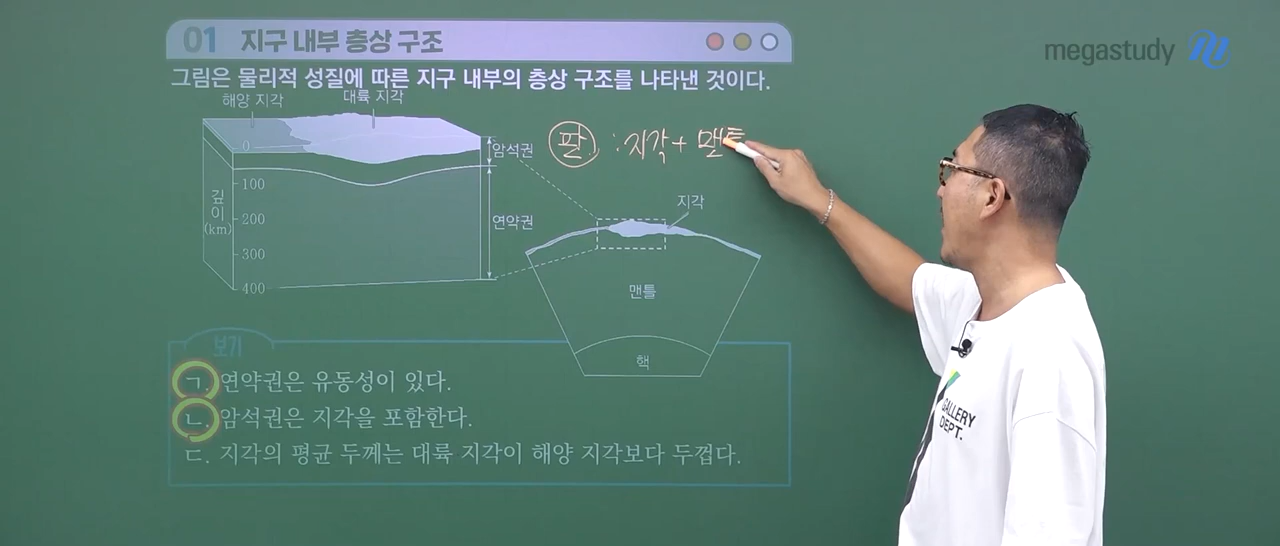 01 지구 내부 층상 구조
megastudy
그림은 물리적 성질에 따른 지구 내부의 층상 구조를 나타낸 것이다.
해양 지각
대륙 지각
암석권
연약권
깊이(km)
0
100
200
300
400
판 : 지각 + 맨틀
지각
맨틀
핵
보기
ㄱ. 연약권은 유동성이 있다.
ㄴ. 암석권은 지각을 포함한다.
ㄷ. 지각의 평균 두께는 대륙 지각이 해양 지각보다 두껍다.
GALLERY
DEPT.